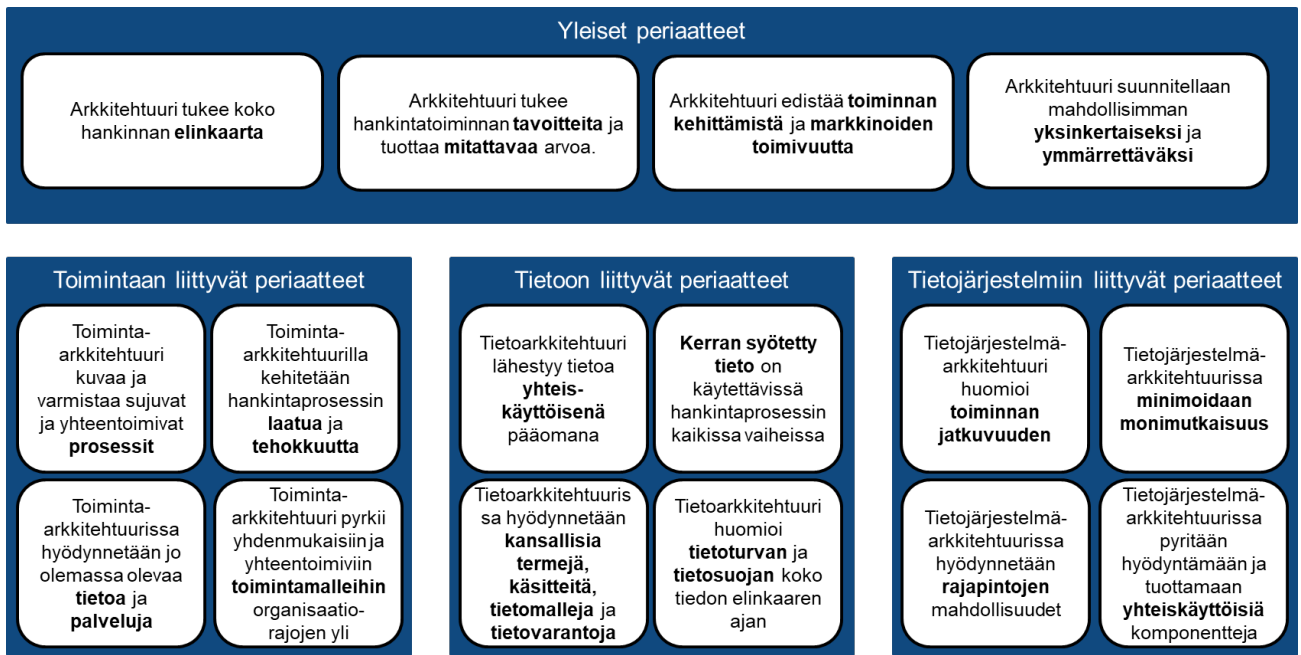 Yleiset periaatteet
Arkkitehtuuri tukee koko
hankinnan elinkaarta
Arkkitehtuuri tukee
hankintatoiminnan tavoitteita ja
tuottaa mitattavaa arvoa.
Arkkitehtuuri edistää toiminnan
kehittämistä ja markkinoiden
toimivuutta
Arkkitehtuuri suunnitellaan
mahdollisimman
yksinkertaiseksi ja
ymmärrettäväksi
Toimintaan liittyvät periaatteet
Toiminta-
arkkitehtuuri
kuvaa ja
varmistaa sujuvat
ja yhteentoimivat
prosessit
Toiminta-
arkkitehtuurilla
kehitetään
hankintaprosessin
laatua ja
tehokkuutta
Toiminta-
arkkitehtuurissa
hyödynnetään jo
olemassa olevaa
tietoa ja
palveluja
Toiminta-
arkkitehtuuri pyrkii
yhdenmukaisiin ja
yhteentoimiviin
toimintamalleihin
organisaatio-
rajojen yli
Tietoon liittyvät periaatteet
Tietoarkkitehtuuri
lähestyy tietoa
yhteis-
käyttöisenä
pääomana
Kerran syötetty
tieto on
käytettävissä
hankintaprosessin
kaikissa vaiheissa
Tietoarkkitehtuuris
sa hyödynnetään
kansallisia
termejä,
käsitteitä,
tietomalleja ja
tietovarantoja
Tietoarkkitehtuuri
huomioi
tietoturvan ja
tietosuojan koko
tiedon elinkaaren
ajan
Tietojärjestelmiin liittyvät periaatteet
Tietojärjestelmä-
arkkitehtuuri
huomioi
toiminnan
jatkuvuuden
Tietojärjestelmä-
arkkitehtuurissa
minimoidaan
monimutkaisuus
Tietojärjestelmä-
arkkitehtuurissa
hyödynnetään
rajapintojen
mahdollisuudet
Tietojärjestelmä-
arkkitehtuurissa
pyritään
hyödyntämään ja
tuottamaan
yhteiskäyttöisiä
komponentteja